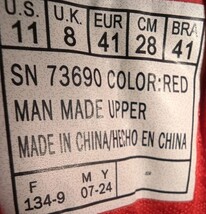 U.S. U.K. EUR CM BRA
11 8 41 28 41
SN 73690 COLOR:RED
MAN MADE UPPER
MADE IN CHINA/HECHO EN CHINA
F M Y
134-9 07-24